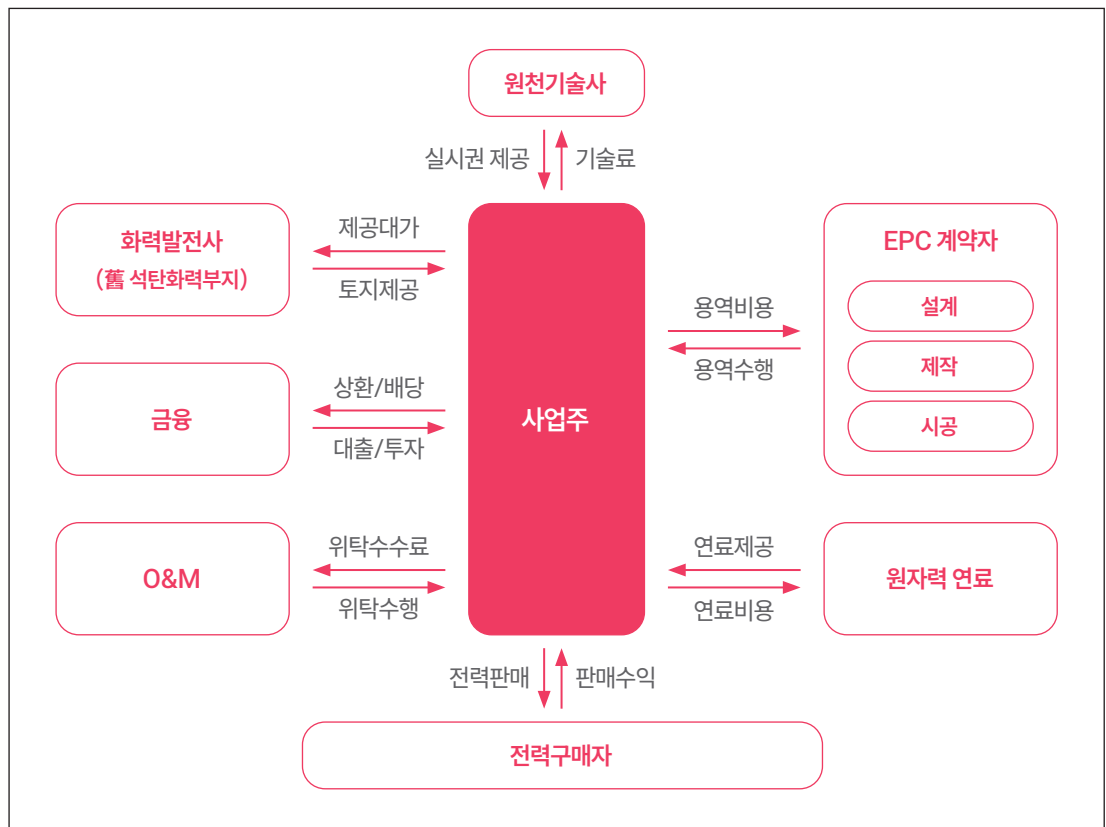 원천기술사
실시권 제공
기술료
화력발전사
(舊 석탄화력부지)
제공대가
토지제공
EPC 계약자
설계
제작
시공
용역비용
용역수행
금융
상환/배당
대출/투자
사업주
O&M
위탁수수료
위탁수행
연료제공
연료비용
원자력 연료
전력판매
판매수익
전력구매자